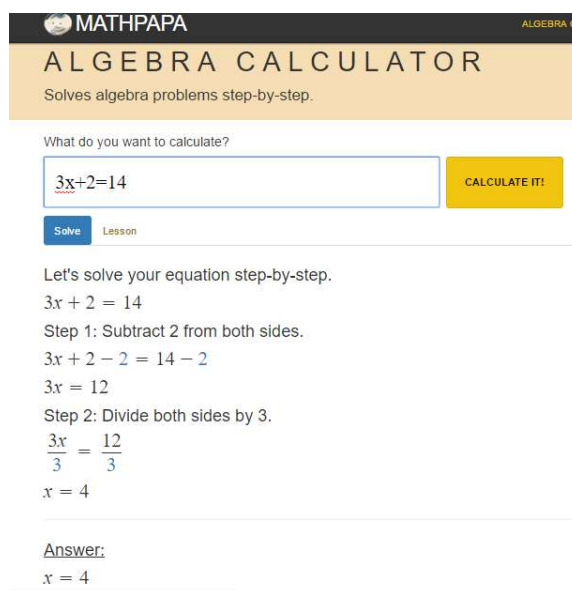 MATHPAPA
ALGEBRA
ALGEBRA CALCULATOR
Solves algebra problems step-by-step.
What do you want to calculate?
3x+2=14
CALCULATE IT!
Solve Lesson
Let's solve your equation step-by-step.
3x + 2 = 14
Step 1: Subtract 2 from both sides.
3x + 2 − 2 = 14 − 2
3x = 12
Step 2: Divide both sides by 3.
3x/3 = 12/3
x = 4
Answer:
x = 4